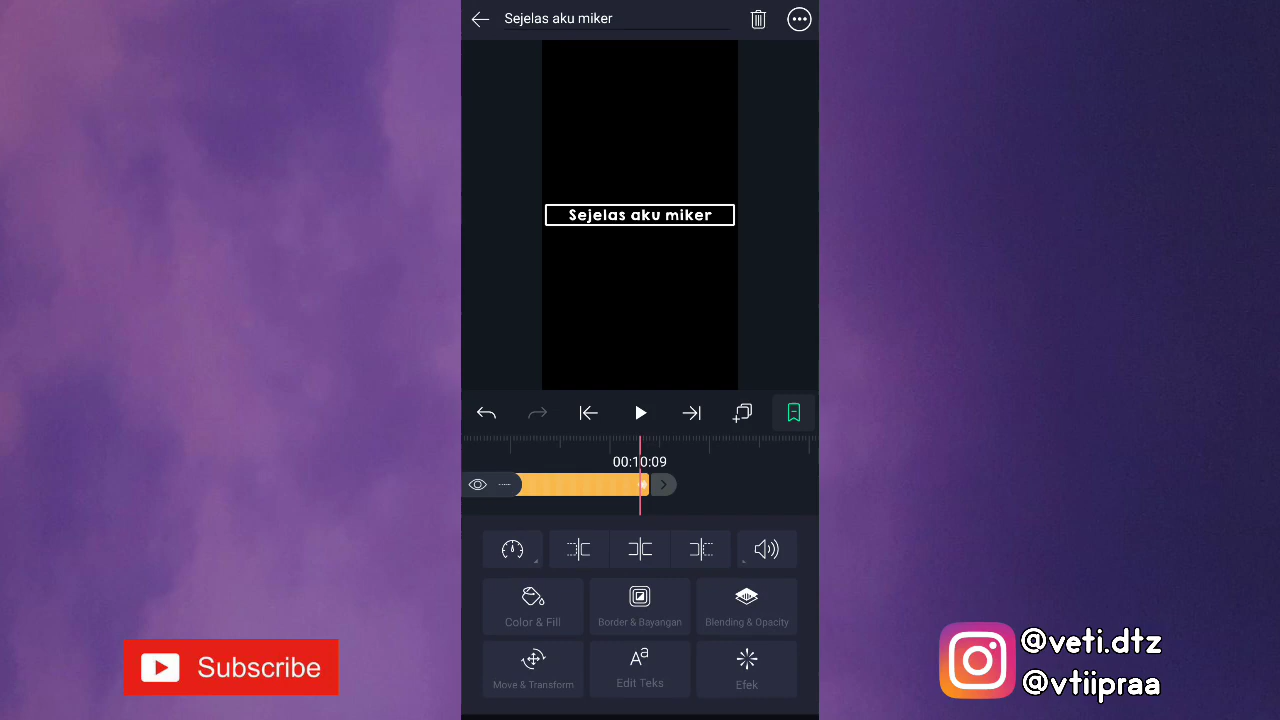 Sejelas aku miker
Sejelas aku miker
00:10:09
Color & Fill
Border & Bayangan
Blending & Opacity
Move & Transform
Edit Teks
Efek
Subscribe
@veti.dtz
@vtiipraa